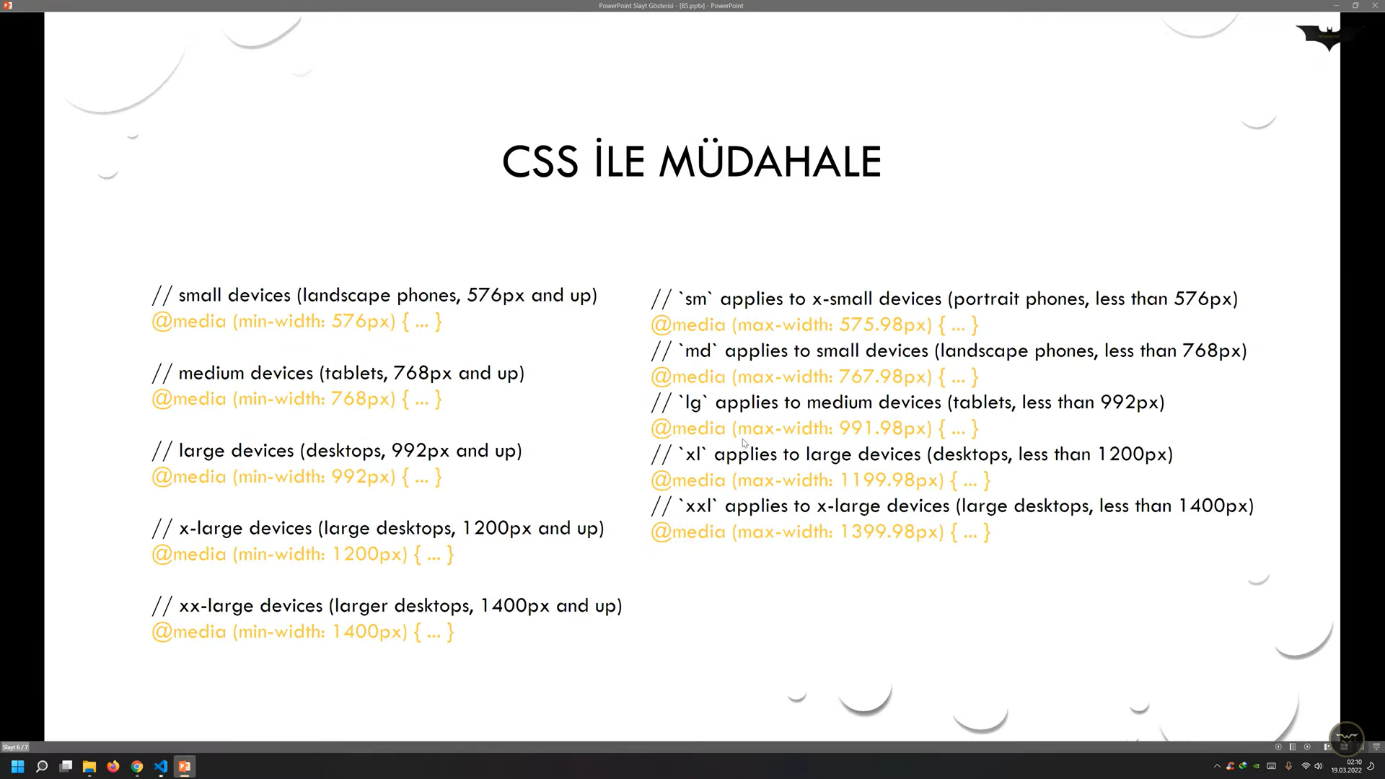 PowerPoint Slayt Gösterisi - [B5.pptx] - PowerPoint
CSS İLE MÜDAHALE
// small devices (landscape phones, 576px and up)
@media (min-width: 576px) { ... }
// medium devices (tablets, 768px and up)
@media (min-width: 768px) { ... }
// large devices (desktops, 992px and up)
@media (min-width: 992px) { ... }
// x-large devices (large desktops, 1200px and up)
@media (min-width: 1200px) { ... }
// xx-large devices (larger desktops, 1400px and up)
@media (min-width: 1400px) { ... }
// `sm` applies to x-small devices (portrait phones, less than 576px)
@media (max-width: 575.98px) { ... }
// `md` applies to small devices (landscape phones, less than 768px)
@media (max-width: 767.98px) { ... }
// `lg` applies to medium devices (tablets, less than 992px)
@media (max-width: 991.98px) { ... }
// `xl` applies to large devices (desktops, less than 1200px)
@media (max-width: 1199.98px) { ... }
// `xxl` applies to x-large devices (large desktops, less than 1400px)
@media (max-width: 1399.98px) { ... }
Slayt 6 / 7
02:10
19.03.2022